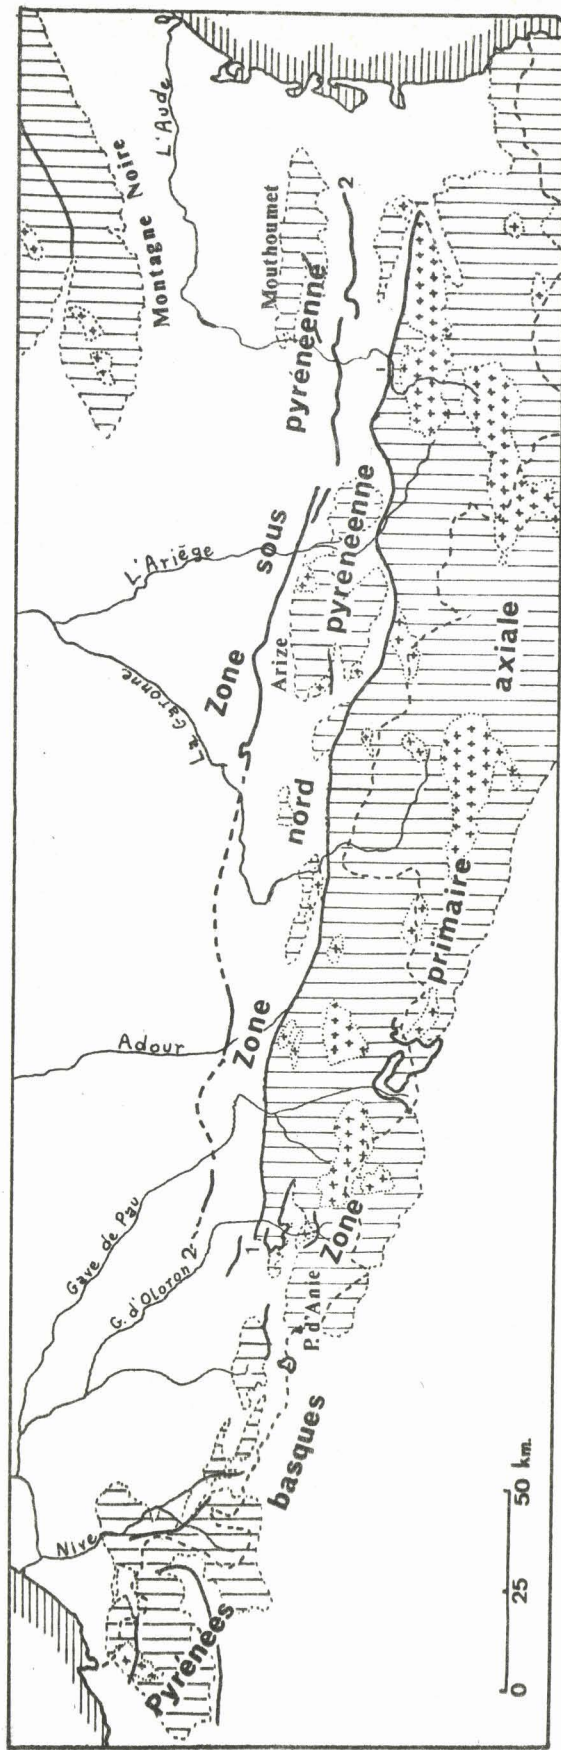 Montagne Noire
L'Aude
Mouthoumet
2
Zone sous pyrénéenne
L'Ariège
La Garonne
Arize
Zone nord pyrénéenne
1
Adour
Gave de Pau
G. d'Oloron
2
1
Zone primaire axiale
P. d'Anie
Nive
Pyrénées basques
0 25 50 km.